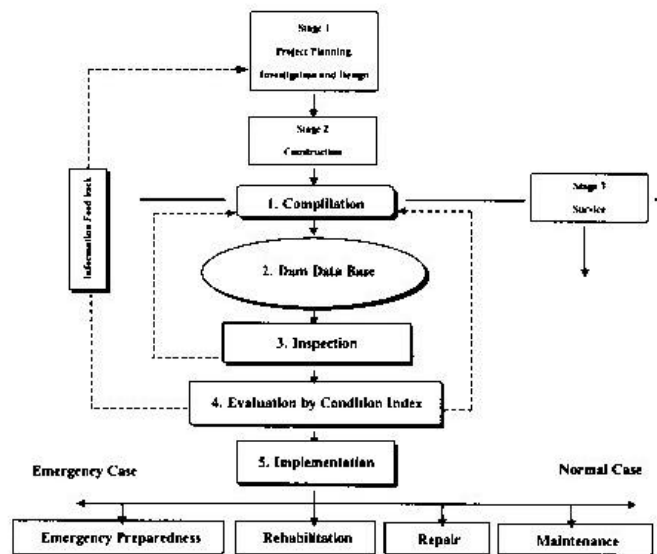 Stage 1
Project Planning
Investigation and Design
Stage 2
Construction
1. Complilation
Stage 3
Service
Information Feed back
2. Dam Data Base
3. Inspection
4. Evaluation by Condition Index
5. Implementation
Emergency Case
Normal Case
Emergency Preparedness
Rehabilitation
Repair
Maintenance